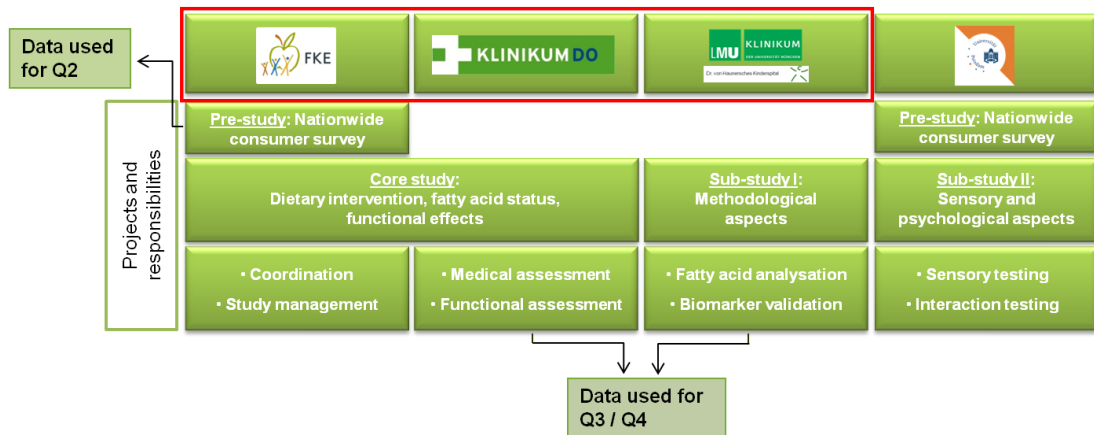 Data used
for Q2
FKE
KLINIKUM DO
LMU KLINIKUM
DER UNIVERSITÄT MÜNCHEN
Dr. von Haunersches Kinderspital
Universität
Projects and
responsibilities
Pre-study: Nationwide
consumer survey
Pre-study: Nationwide
consumer survey
Core study:
Dietary intervention, fatty acid status,
functional effects
Sub-study I:
Methodological
aspects
Sub-study II:
Sensory and
psychological aspects
· Coordination
· Study management
· Medical assessment
· Functional assessment
· Fatty acid analysation
· Biomarker validation
· Sensory testing
· Interaction testing
Data used for
Q3 / Q4